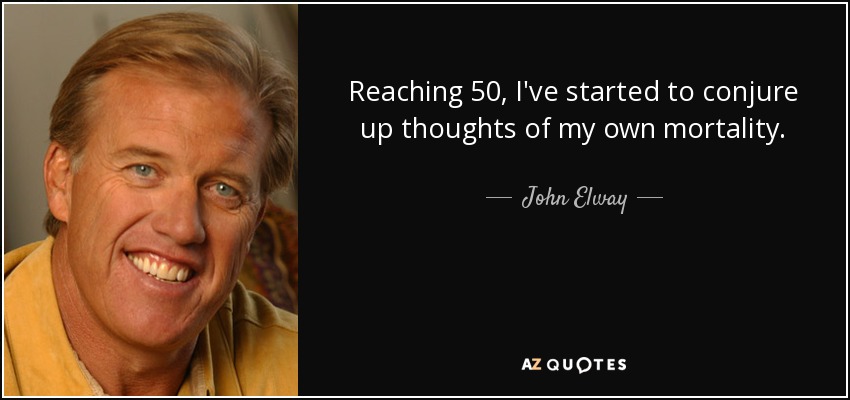 Reaching 50, I've started to conjure
up thoughts of my own mortality.
John Elway
AZ QUOTES